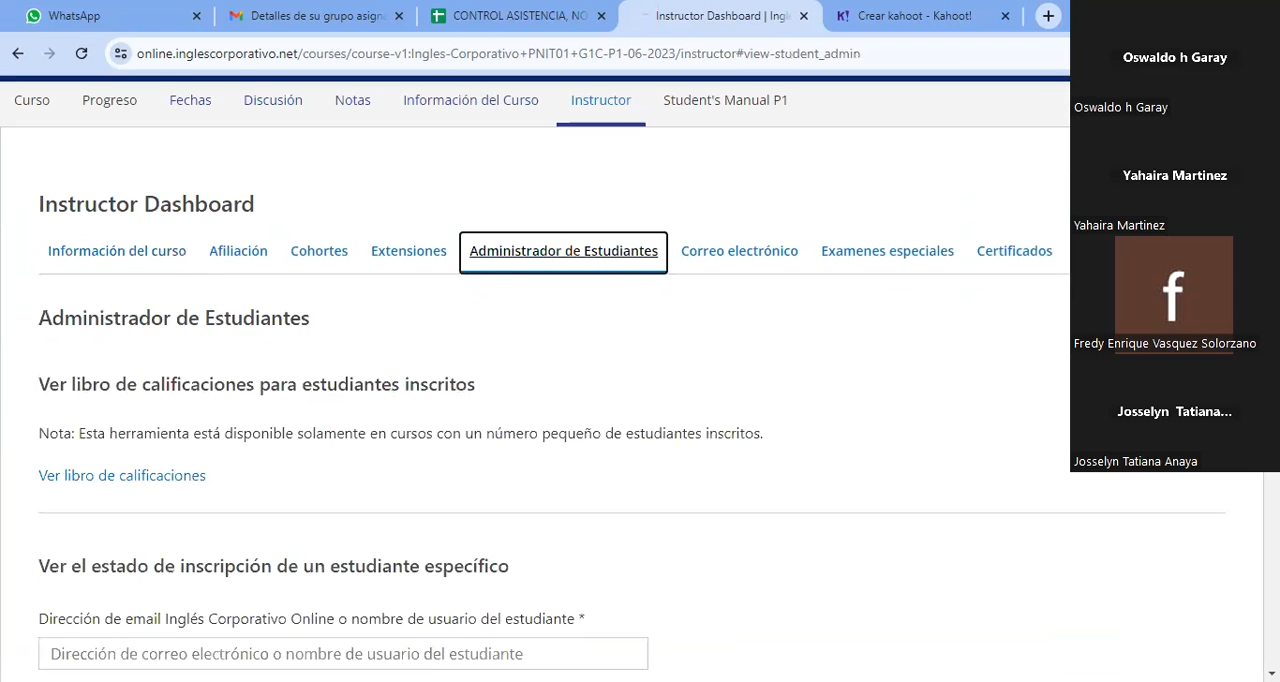 WhatsApp
Detalles de su grupo asign
CONTROL ASISTENCIA, NO
Instructor Dashboard | Ingl
K! Crear kahoot - Kahoot!
online.inglescorporativo.net/courses/course-v1:Ingles-Corporativo+PNIT01+G1C-P1-06-2023/instructor#view-student_admin
Curso Progreso Fechas Discusión Notas Información del Curso Instructor Student's Manual P1
Instructor Dashboard
Información del curso Afiliación Cohortes Extensiones Administrador de Estudiantes Correo electrónico Examenes especiales Certificados
Administrador de Estudiantes
Ver libro de calificaciones para estudiantes inscritos
Nota: Esta herramienta está disponible solamente en cursos con un número pequeño de estudiantes inscritos.
Ver libro de calificaciones
Ver el estado de inscripción de un estudiante específico
Dirección de email Inglés Corporativo Online o nombre de usuario del estudiante *
Dirección de correo electrónico o nombre de usuario del estudiante
Oswaldo h Garay
Oswaldo h Garay
Yahaira Martinez
Yahaira Martinez
f
Fredy Enrique Vasquez Solorzano
Josselyn Tatiana...
Josselyn Tatiana Anaya